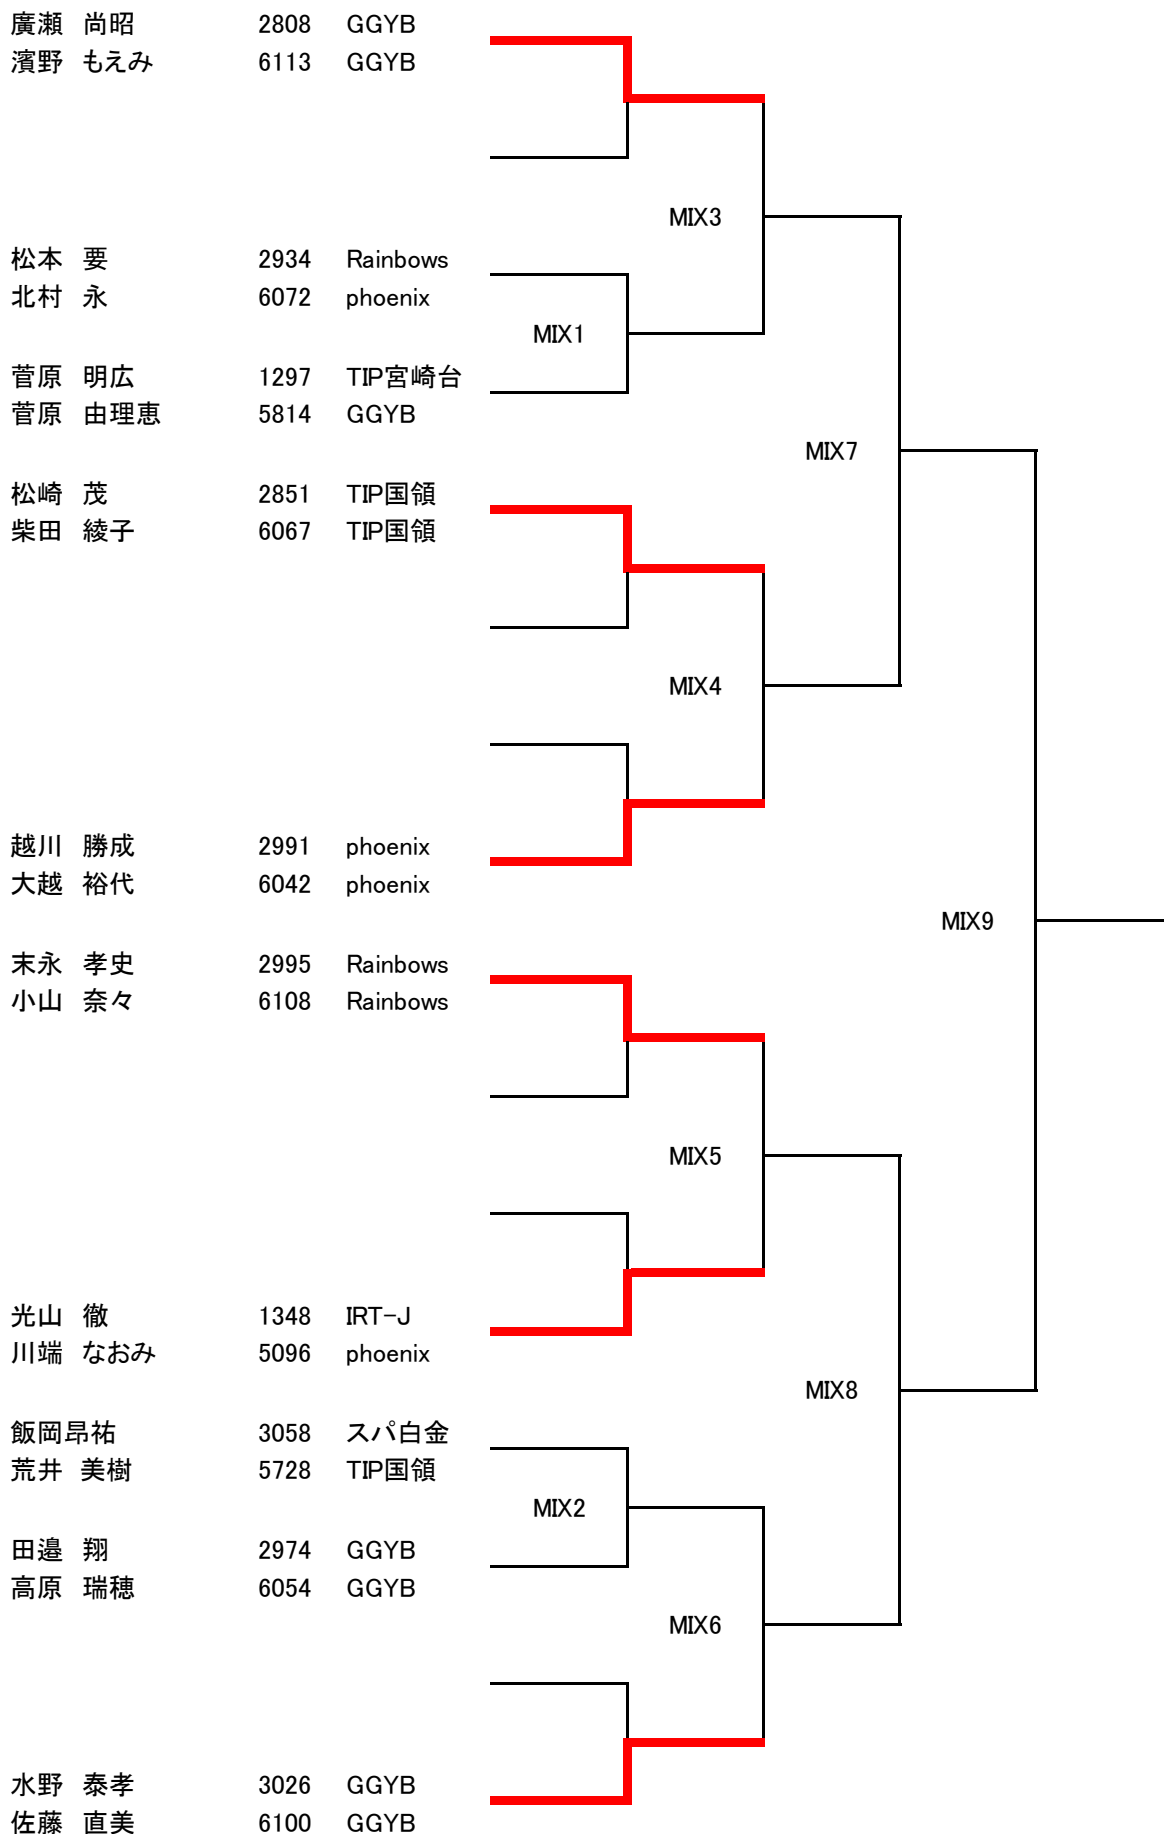 廣瀬 尚昭 2808 GGYB
濱野 もえみ 6113 GGYB
MIX3
松本 要 2934 Rainbows
北村 永 6072 phoenix
MIX1
菅原 明広 1297 TIP宮崎台
菅原 由理恵 5814 GGYB
MIX7
松崎 茂 2851 TIP国領
柴田 綾子 6067 TIP国領
MIX4
越川 勝成 2991 phoenix
大越 裕代 6042 phoenix
MIX9
末永 孝史 2995 Rainbows
小山 奈々 6108 Rainbows
MIX5
光山 徹 1348 IRT-J
川端 なおみ 5096 phoenix
MIX8
飯岡昂祐 3058 スパ白金
荒井 美樹 5728 TIP国領
MIX2
田邉 翔 2974 GGYB
高原 瑞穂 6054 GGYB
MIX6
水野 泰孝 3026 GGYB
佐藤 直美 6100 GGYB